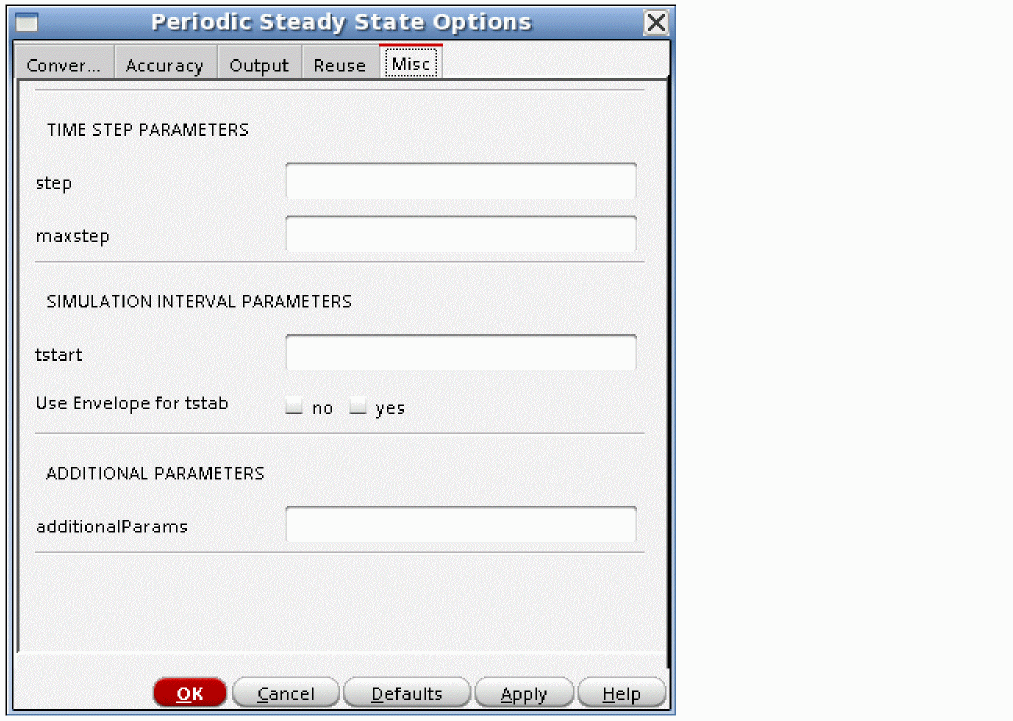 Periodic Steady State Options
Conver... Accuracy Output Reuse Misc
TIME STEP PARAMETERS
step
maxstep
SIMULATION INTERVAL PARAMETERS
tstart
Use Envelope for tstab no yes
ADDITIONAL PARAMETERS
additionalParams
OK Cancel Defaults Apply Help